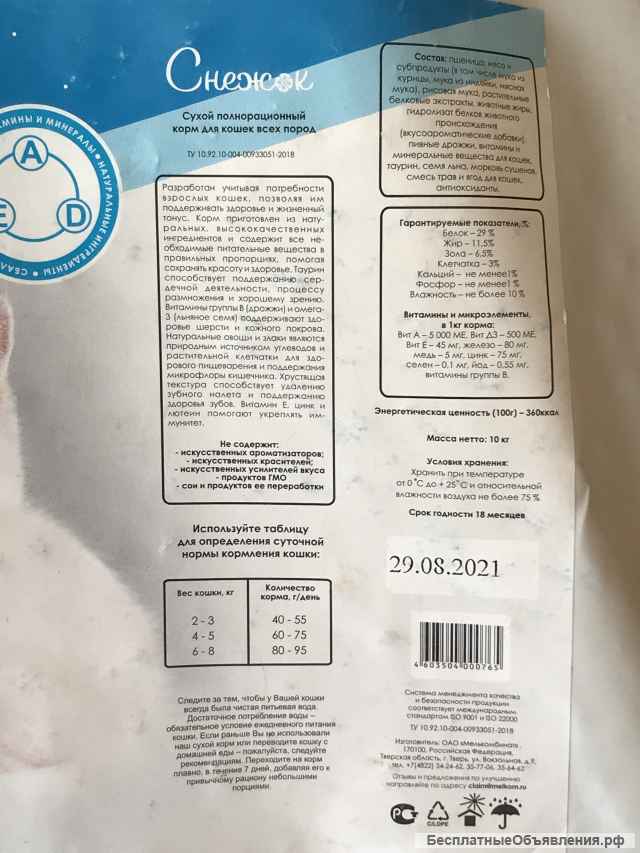 Снежок
Сухой полнорационный
корм для кошек всех пород
ТУ 10.92.10-004-00933051-2018
ВИТАМИНЫ И МИНЕРАЛЫ • НАТУРАЛЬНЫЕ ИНГРЕДИЕНТЫ •
A
E
D
Разработан учитывая потребности
взрослых кошек, позволяя им
поддерживать здоровье и жизненный
тонус. Корм приготовлен из нату-
ральных, высококачественных
ингредиентов и содержит все не-
обходимые питательные вещества в
правильных пропорциях, помогая
сохранять красоту и здоровье. Таурин
способствует поддержанию сер-
дечной деятельности, процессу
размножения и хорошему зрению.
Витамины группы В (дрожжи) и омега-
3 (льняное семя) поддерживают здо-
ровье шерсти и кожного покрова.
Натуральные овощи и злаки являются
природным источником углеводов и
растительной клетчатки для здо-
рового пищеварения и поддержания
микрофлоры кишечника. Хрустящая
текстура способствует удалению
зубного налета и поддержанию
здоровья зубов. Витамин Е, цинк и
лютеин помогают укреплять им-
мунитет.
Не содержит:
- искусственных ароматизаторов;
- искусственных красителей;
- искусственных усилителей вкуса
- продуктов ГМО
- сои и продуктов ее переработки
Используйте таблицу
для определения суточной
нормы кормления кошки:
Вес кошки, кг Количество корма, г/день
2 - 3 40 - 55
4 - 5 60 - 75
6 - 8 80 - 95
Следите за тем, чтобы у Вашей кошки
всегда была чистая питьевая вода.
Достаточное потребление воды –
обязательное условие ежедневного питания
кошки. Если раньше Вы не использовали
наш сухой корм или переводите кошку с
домашней еды – пожалуйста, следуйте
рекомендациям. Переходите на корм
плавно, в течение 7 дней, добавляя его к
привычному рациону небольшими
порциями.
Состав: пшеница, мясо и
субпродукты (в том числе мука из
курицы, мука из индейки, мясная
мука), рисовая мука, растительные
белковые экстракты, животные жиры,
гидролизат белков животного
происхождения
(вкусоароматические добавки),
пивные дрожжи, витамины и
минеральные вещества для кошек,
таурин, семя льна, морковь сушеная,
смесь трав и ягод для кошек,
антиоксиданты.
Гарантируемые показатели,%:
Белок – 29 %
Жир – 11,5%
Зола – 6,5%
Клетчатка – 3%
Кальций – не менее1%
Фосфор – не менее1 %
Влажность – не более 10 %
Витамины и микроэлементы,
в 1кг корма:
Вит А – 5 000 МЕ, Вит Д3 – 500 МЕ,
Вит Е – 45 мг, железо – 80 мг,
медь – 5 мг, цинк – 75 мг,
селен – 0,1 мг, йод – 0,55 мг,
витамины группы В.
Энергетическая ценность (100г) – 360ккал
Масса нетто: 10 кг
Условия хранения:
Хранить при температуре
от 0 °С до + 25°С и относительной
влажности воздуха не более 75 %
Срок годности 18 месяцев
29.08.2021
4 603504 000765
Система менеджмента качества
и безопасности продукции
соответствует международным
стандартам ISO 9001 и ISO 22000
ТУ 10.92.10-004-00933051-2018
Изготовитель: ОАО «Мелькомбинат»
170100, Российская Федерация,
Тверская область, г. Тверь, ул. Вокзальная, д. 9,
тел. +7(4822) 34-24-62, 35-77-06, 35-64-62
Отзывы и предложения по улучшению
направляйте на claim@melkom.ru
C/LDPE
БесплатныеОбъявления.рф